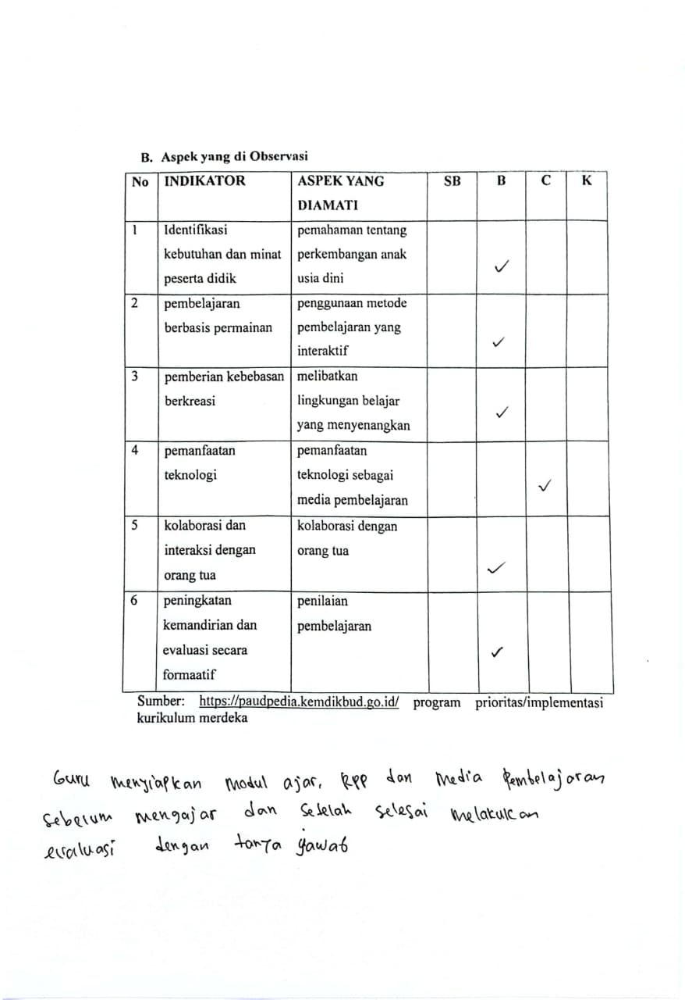 B. Aspek yang di Observasi
No INDIKATOR ASPEK YANG DIAMATI SB B C K
1 Identifikasi pemahaman tentang
kebutuhan dan minat perkembangan anak
peserta didik usia dini ✓
2 pembelajaran penggunaan metode
berbasis permainan pembelajaran yang
interaktif ✓
3 pemberian kebebasan melibatkan
berkreasi lingkungan belajar
yang menyenangkan ✓
4 pemanfaatan pemanfaatan
teknologi teknologi sebagai
media pembelajaran ✓
5 kolaborasi dan kolaborasi dengan
interaksi dengan orang tua
orang tua ✓
6 peningkatan penilaian
kemandirian dan pembelajaran
evaluasi secara ✓
formaatif
Sumber: https://paudpedia.kemdikbud.go.id/ program prioritas/implementasi
kurikulum merdeka
Guru menyiapkan modul ajar, RPP dan media pembelajaran
sebelum mengajar dan setelah selesai melakukan
evaluasi dengan tanya jawab